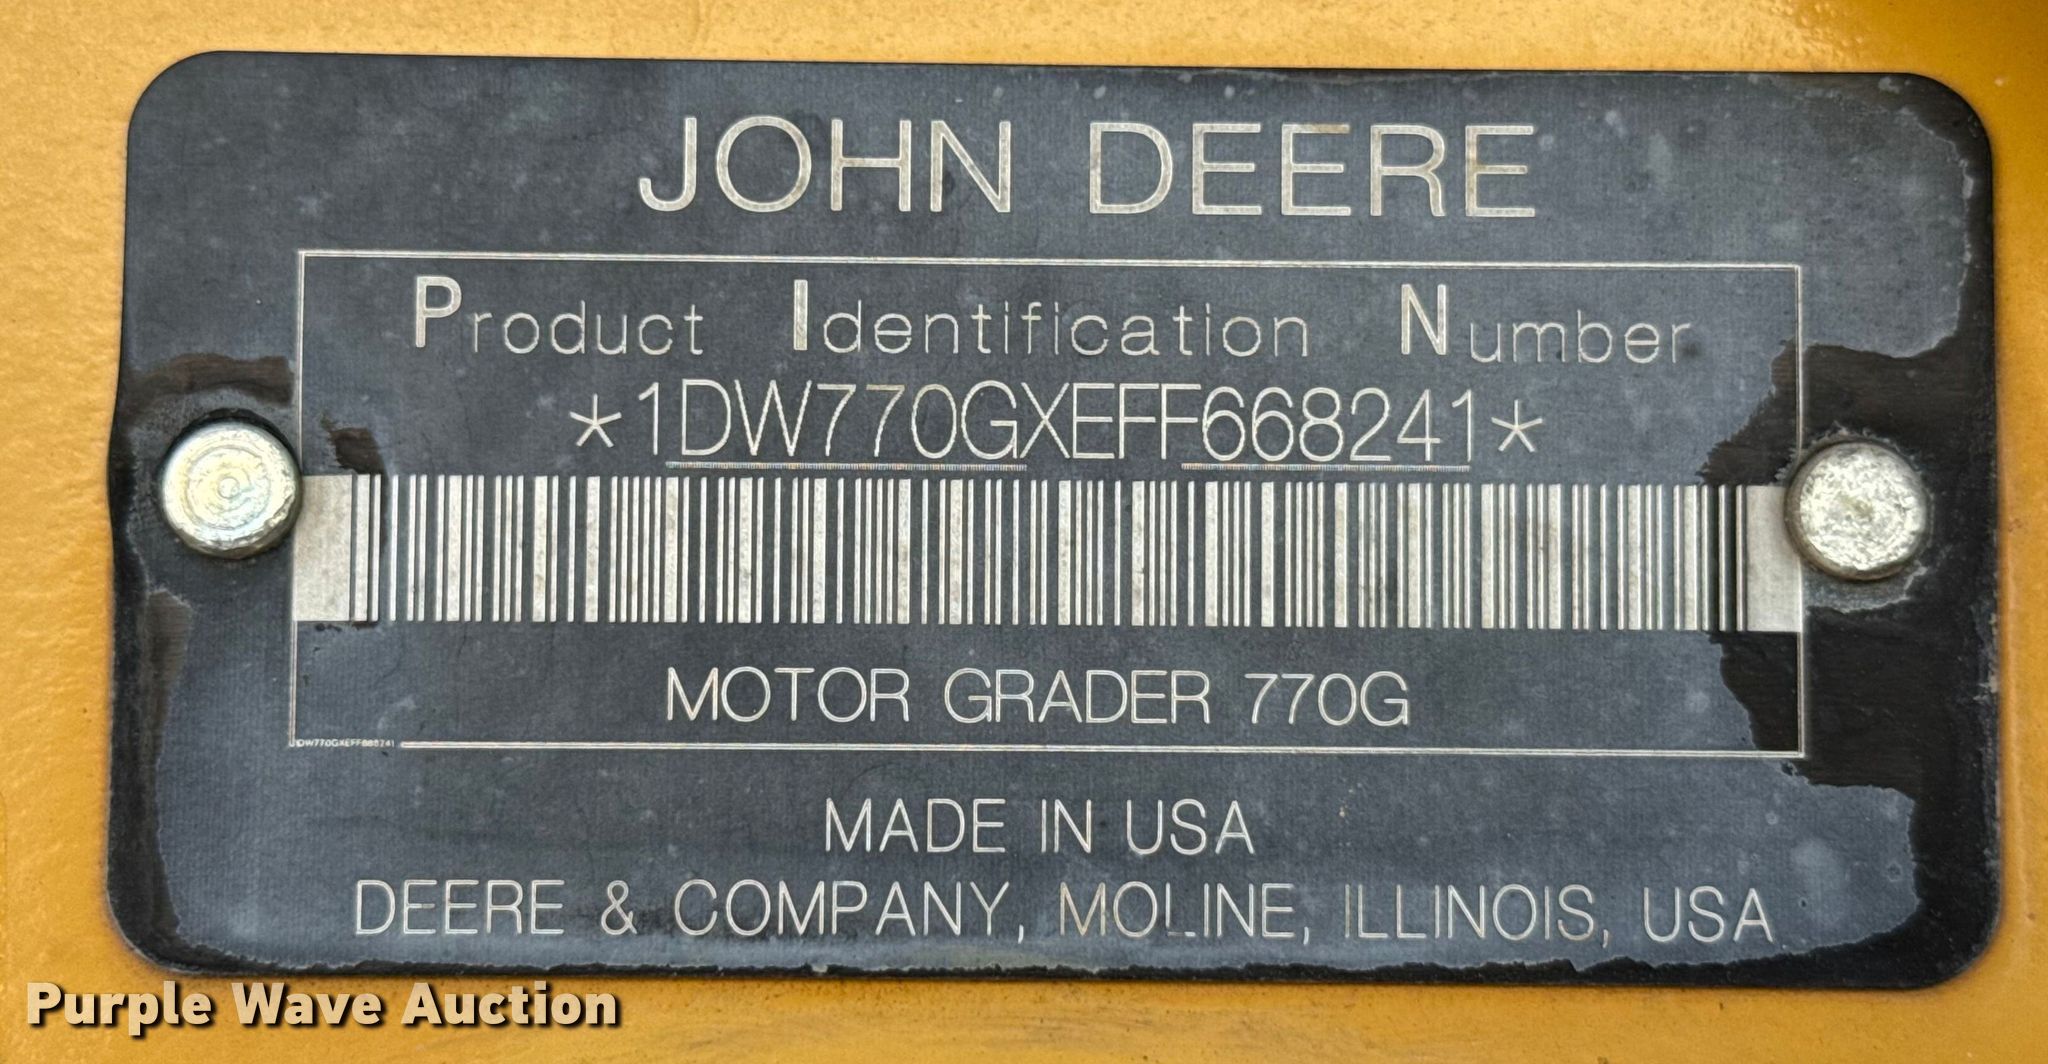 JOHN DEERE
Product Identification Number
*1DW770GXEFF668241*
MOTOR GRADER 770G
1DW770GXEFF668241
MADE IN USA
DEERE & COMPANY, MOLINE, ILLINOIS, USA
Purple Wave Auction